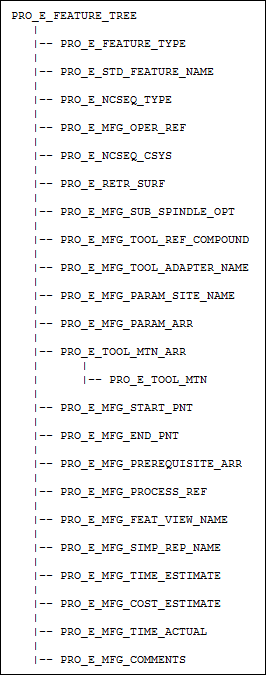 PRO_E_FEATURE_TREE
|-- PRO_E_FEATURE_TYPE
|-- PRO_E_STD_FEATURE_NAME
|-- PRO_E_NCSEQ_TYPE
|-- PRO_E_MFG_OPER_REF
|-- PRO_E_NCSEQ_CSYS
|-- PRO_E_RETR_SURF
|-- PRO_E_MFG_SUB_SPINDLE_OPT
|-- PRO_E_MFG_TOOL_REF_COMPOUND
|-- PRO_E_MFG_TOOL_ADAPTER_NAME
|-- PRO_E_MFG_PARAM_SITE_NAME
|-- PRO_E_MFG_PARAM_ARR
|-- PRO_E_TOOL_MTN_ARR
|-- PRO_E_TOOL_MTN
|-- PRO_E_MFG_START_PNT
|-- PRO_E_MFG_END_PNT
|-- PRO_E_MFG_PREREQUISITE_ARR
|-- PRO_E_MFG_PROCESS_REF
|-- PRO_E_MFG_FEAT_VIEW_NAME
|-- PRO_E_MFG_SIMP_REP_NAME
|-- PRO_E_MFG_TIME_ESTIMATE
|-- PRO_E_MFG_COST_ESTIMATE
|-- PRO_E_MFG_TIME_ACTUAL
|-- PRO_E_MFG_COMMENTS